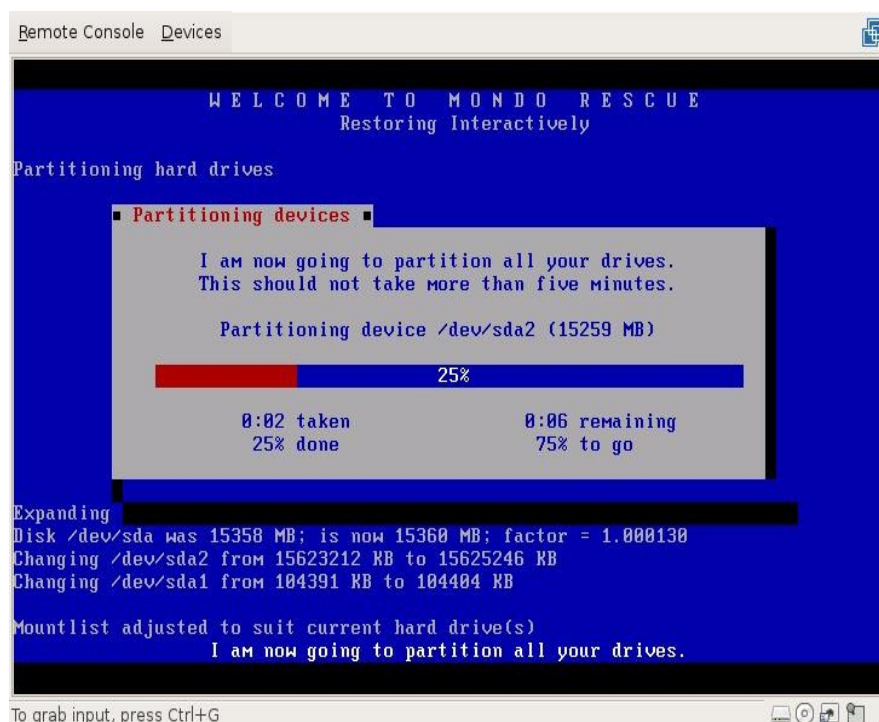 Remote Console Devices
W E L C O M E T O M O N D O R E S C U E
Restoring Interactively
Partitioning hard drives
Partitioning devices
I am now going to partition all your drives.
This should not take more than five minutes.
Partitioning device /dev/sda2 (15259 MB)
25%
0:02 taken 0:06 remaining
25% done 75% to go
Expanding
Disk /dev/sda was 15358 MB; is now 15360 MB; factor = 1.000130
Changing /dev/sda2 from 15623212 KB to 15625246 KB
Changing /dev/sda1 from 104391 KB to 104404 KB
Mountlist adjusted to suit current hard drive(s)
I am now going to partition all your drives.
To grab input, press Ctrl+G